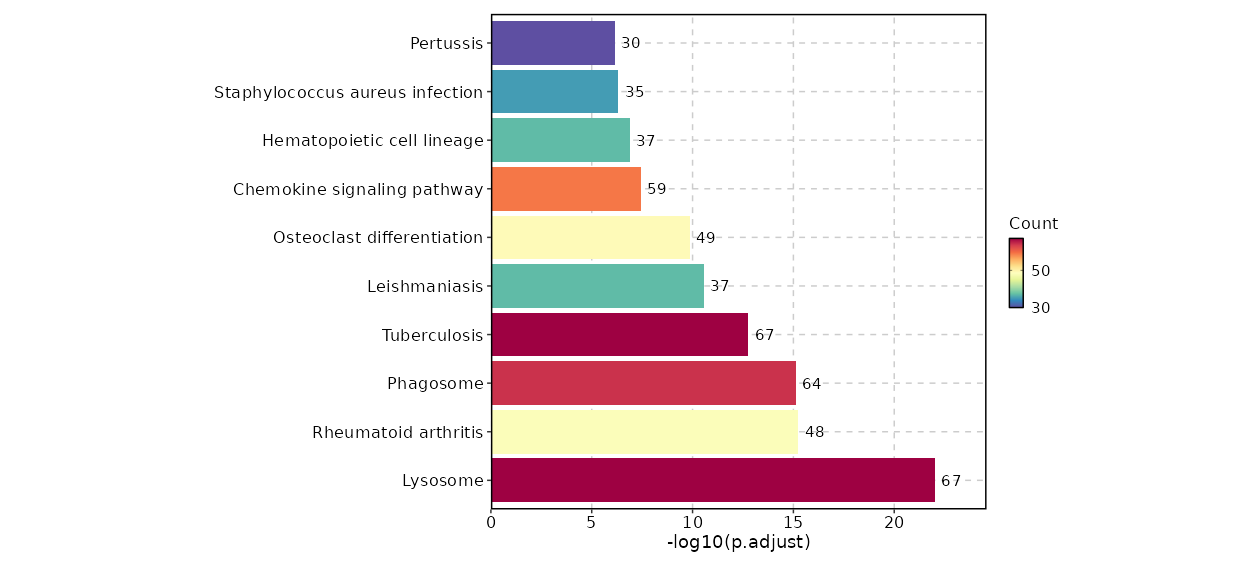 Pertussis 30
Staphylococcus aureus infection 35
Hematopoietic cell lineage 37
Chemokine signaling pathway 59
Osteoclast differentiation 49
Leishmaniasis 37
Tuberculosis 67
Phagosome 64
Rheumatoid arthritis 48
Lysosome 67
0 5 10 15 20
-log10(p.adjust)
Count
50
30